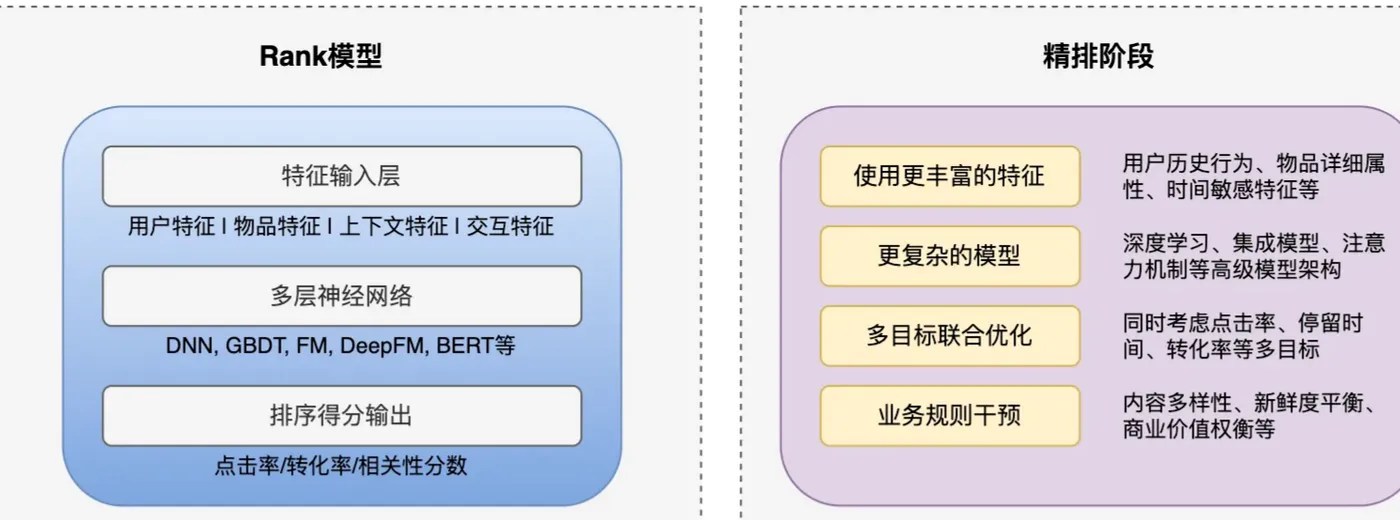 Rank模型
特征输入层
用户特征 | 物品特征 | 上下文特征 | 交互特征
多层神经网络
DNN, GBDT, FM, DeepFM, BERT等
排序得分输出
点击率/转化率/相关性分数
精排阶段
使用更丰富的特征
用户历史行为、物品详细属
性、时间敏感特征等
更复杂的模型
深度学习、集成模型、注意
力机制等高级模型架构
多目标联合优化
同时考虑点击率、停留时
间、转化率等多目标
业务规则干预
内容多样性、新鲜度平衡、
商业价值权衡等